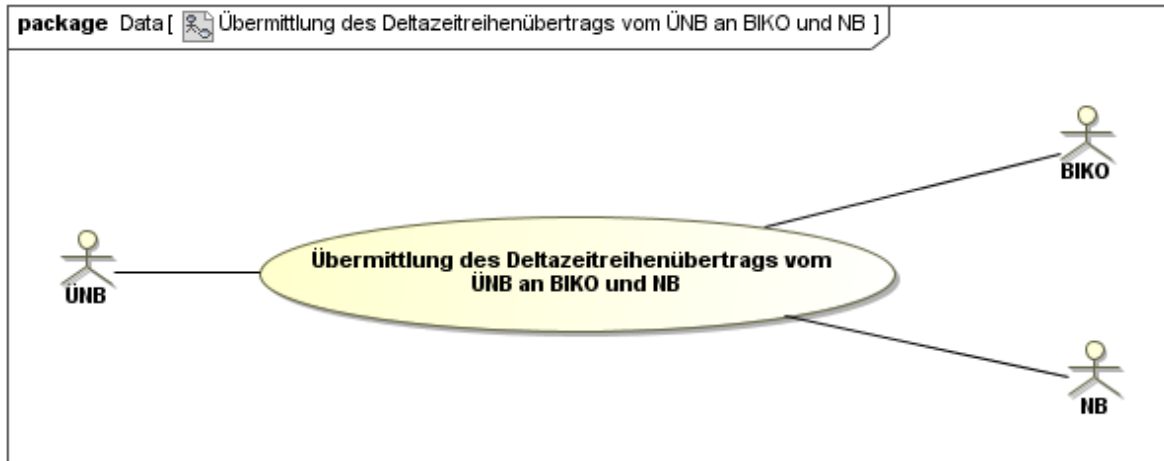 package Data [ Übermittlung des Deltazeitreihenübertrags vom ÜNB an BIKO und NB ]
BIKO
Übermittlung des Deltazeitreihenübertrags vom
ÜNB an BIKO und NB
ÜNB
NB